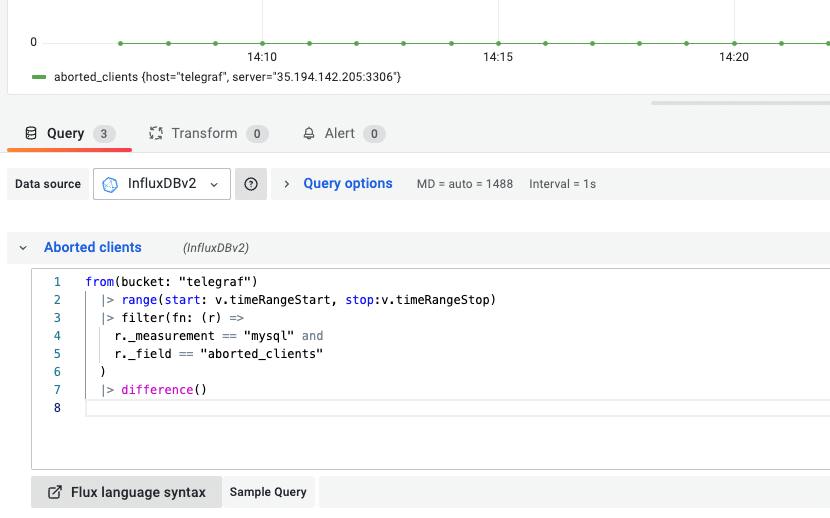 0
14:10 14:15 14:20
aborted_clients {host="telegraf", server="35.194.142.205:3306"}
Query 3 Transform 0 Alert 0
Data source InfluxDBv2 Query options MD = auto = 1488 Interval = 1s
Aborted clients (InfluxDBv2)
1 from(bucket: "telegraf")
2 |> range(start: v.timeRangeStart, stop:v.timeRangeStop)
3 |> filter(fn: (r) =>
4 r._measurement == "mysql" and
5 r._field == "aborted_clients"
6 )
7 |> difference()
8
Flux language syntax Sample Query